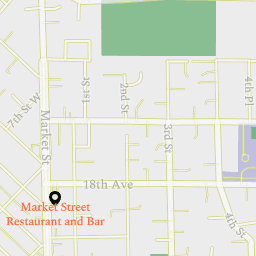 7th St W
Market St
1st St
2nd St
3rd St
4th Pl
18th Ave
4th St
Market Street
Restaurant and Bar